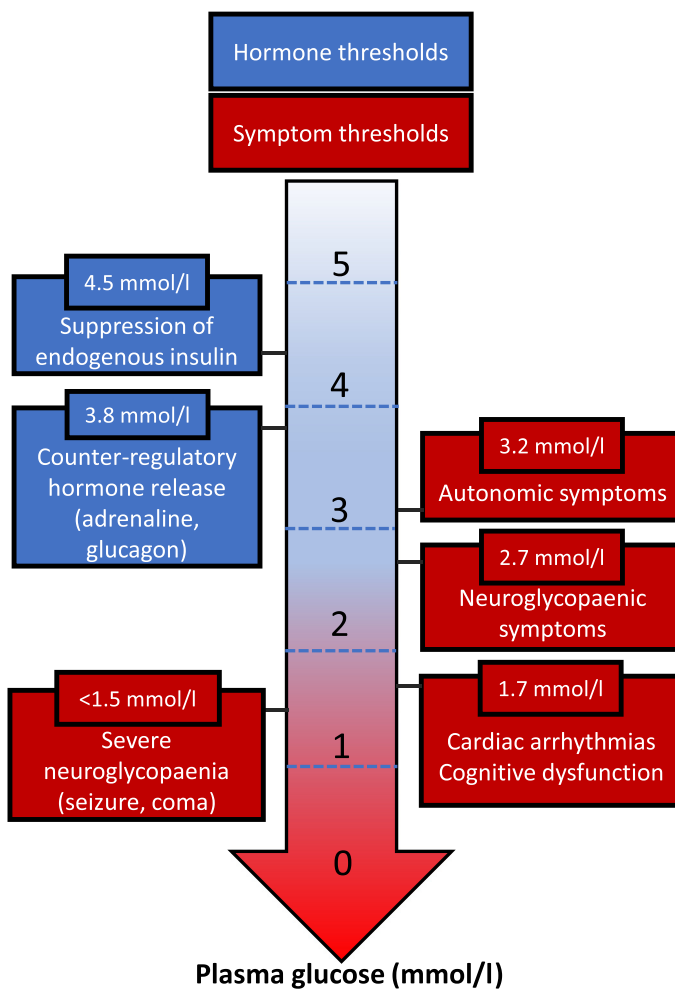 Hormone thresholds
Symptom thresholds
5
4.5 mmol/l
Suppression of
endogenous insulin
4
3.8 mmol/l
Counter-regulatory
hormone release
(adrenaline,
glucagon)
3.2 mmol/l
Autonomic symptoms
3
2.7 mmol/l
Neuroglycopaenic
symptoms
2
<1.5 mmol/l
Severe
neuroglycopaenia
(seizure, coma)
1.7 mmol/l
Cardiac arrhythmias
Cognitive dysfunction
1
0
Plasma glucose (mmol/l)